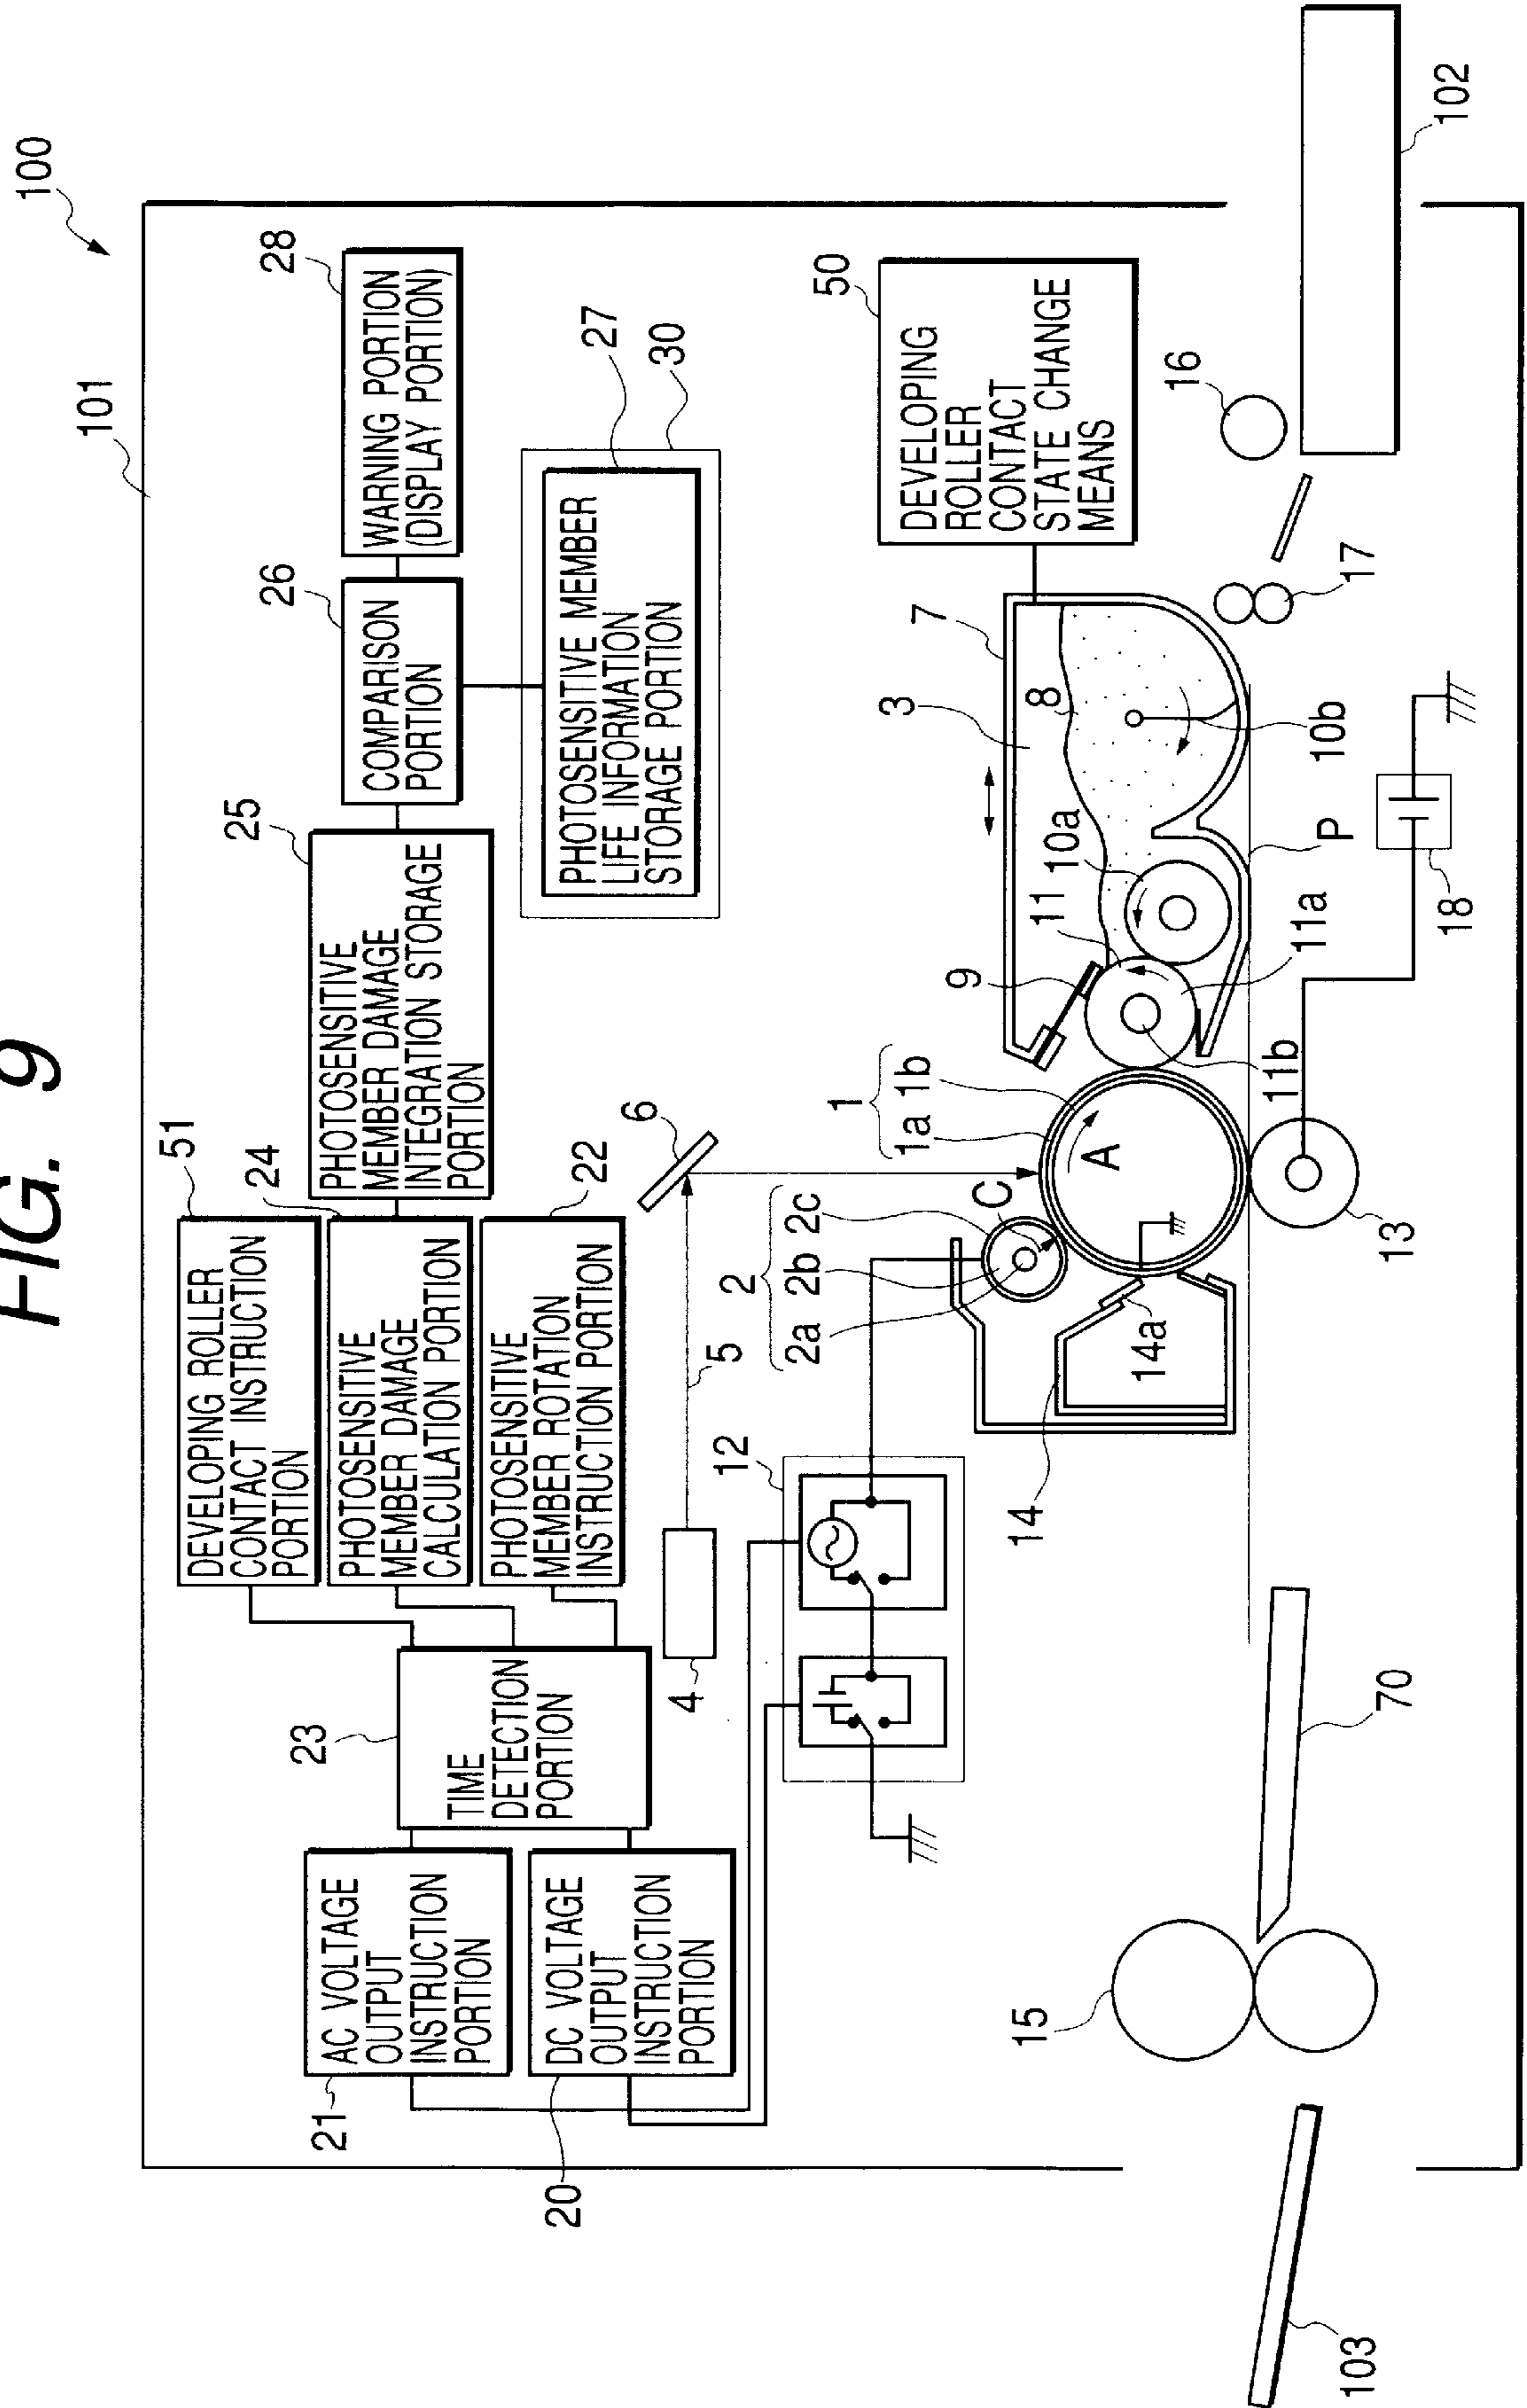 FIG. 9
100
101
51
DEVELOPING ROLLER
CONTACT INSTRUCTION
PORTION
24
PHOTOSENSITIVE
MEMBER DAMAGE
CALCULATION PORTION
22
PHOTOSENSITIVE
MEMBER ROTATION
INSTRUCTION PORTION
25
PHOTOSENSITIVE
MEMBER DAMAGE
INTEGRATION STORAGE
PORTION
26
COMPARISON
PORTION
28
WARNING PORTION
(DISPLAY PORTION)
27
30
PHOTOSENSITIVE MEMBER
LIFE INFORMATION
STORAGE PORTION
23
TIME
DETECTION
PORTION
21
AC VOLTAGE
OUTPUT
INSTRUCTION
PORTION
20
DC VOLTAGE
OUTPUT
INSTRUCTION
PORTION
4
5
6
12
2
2a 2b 2c
C
1
1a 1b
A
9
11
10a
3
8
7
50
DEVELOPING
ROLLER
CONTACT
STATE CHANGE
MEANS
14
14a
11b
11a
10b
P
16
17
18
13
102
15
70
103